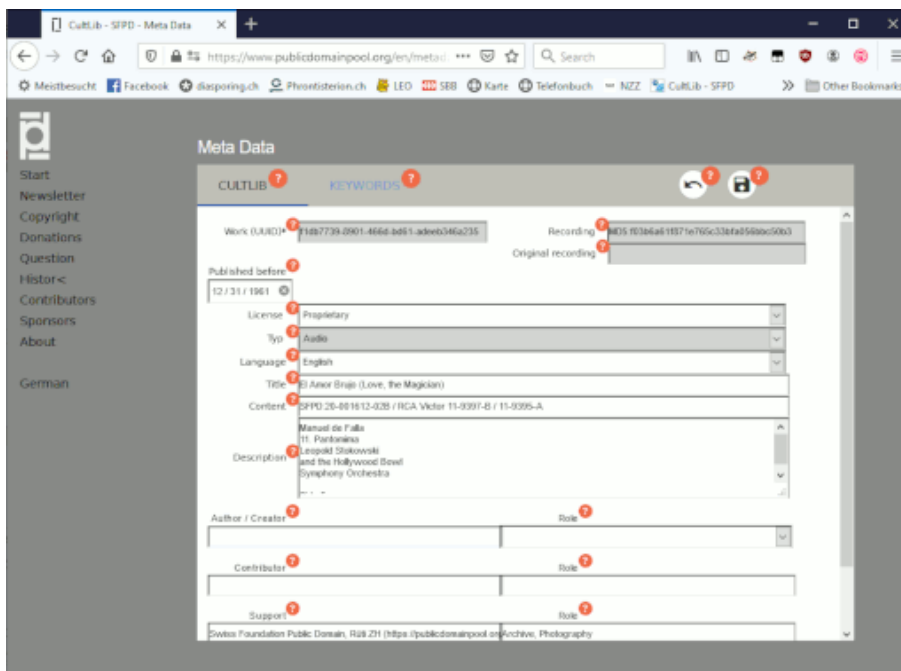 CultLib - SFPD - Meta Data
https://www.publicdomainpool.org/en/metad
Search
Meistbesucht Facebook diasporing.ch Phrontisterion.ch LEO SBB Karte Telefonbuch NZZ CultLib - SFPD Other Bookmarks
Meta Data
Start
Newsletter
Copyright
Donations
Question
Histor<
Contributors
Sponsors
About
German
CULTLIB ? KEYWORDS ? ? ?
Work (UUID)* ? Recording ?
Original recording ?
Published before ?
12 / 31 / 1961
License ? Proprietary
Typ ? Audio
Language ? English
Title ? El Amor Brujo (Love, the Magician)
Content ? SFPD 20-001612-02B / RCA Victor 11-9397-B / 11-9395-A
Description ? Manuel de Falla
11. Pantomima
Leopold Stokowski
and the Hollywood Bowl
Symphony Orchestra
Author / Creator ? Role ?
Contributor ? Role ?
Support ? Role ?
Swiss Foundation Public Domain, Rüti ZH (https://publicdomainpool.org Archive, Photography